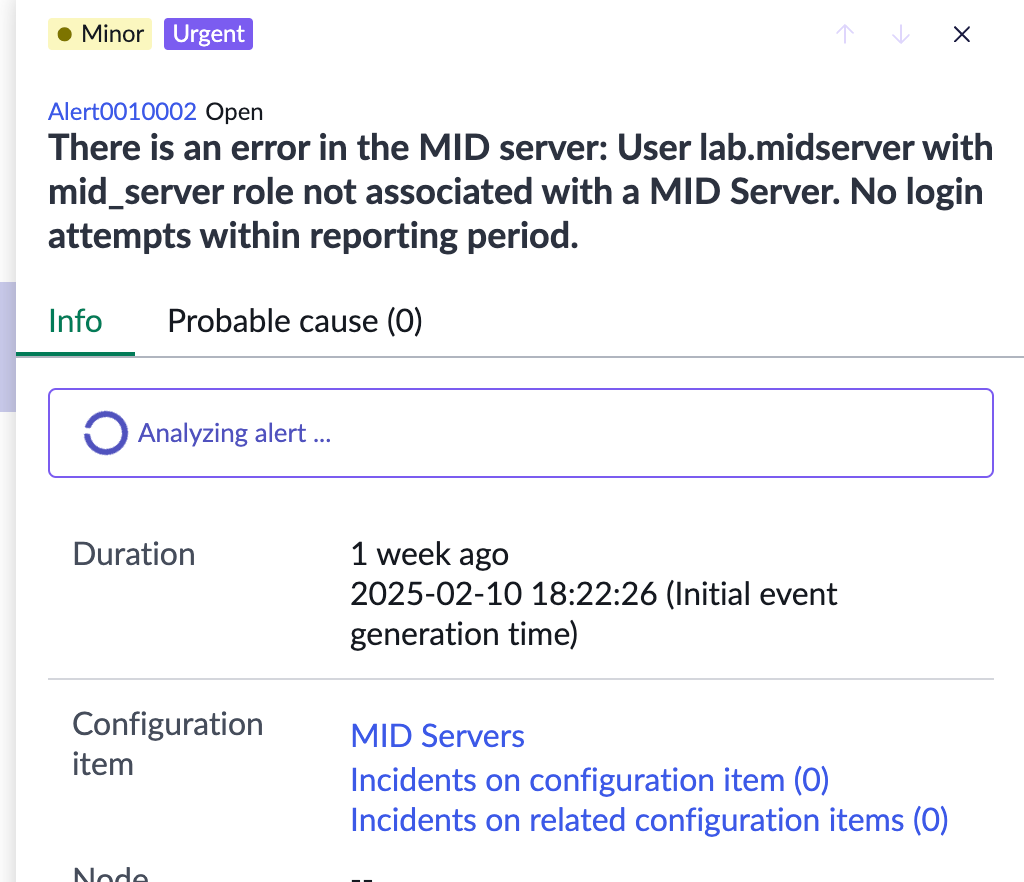 Minor Urgent
Alert0010002 Open
There is an error in the MID server: User lab.midserver with
mid_server role not associated with a MID Server. No login
attempts within reporting period.
Info Probable cause (0)
Analyzing alert ...
Duration 1 week ago
2025-02-10 18:22:26 (Initial event
generation time)
Configuration
item
MID Servers
Incidents on configuration item (0)
Incidents on related configuration items (0)
Node --